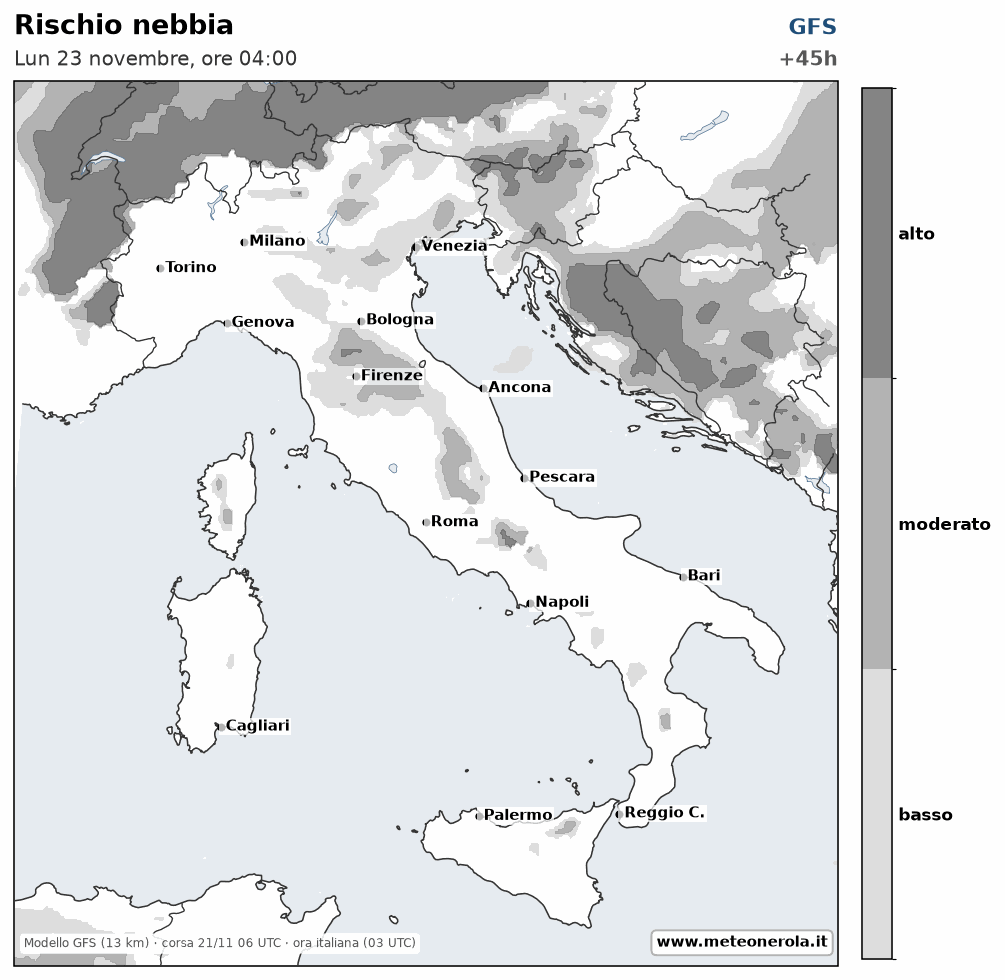 Rischio nebbia
GFS
Lun 23 novembre, ore 04:00
+45h
alto
Milano
Venezia
Torino
Genova
Bologna
Firenze
Ancona
Pescara
moderato
Roma
Bari
Napoli
Cagliari
Palermo
Reggio C.
basso
Modello GFS (13 km) · corsa 21/11 06 UTC · ora italiana (03 UTC)
www.meteonerola.it